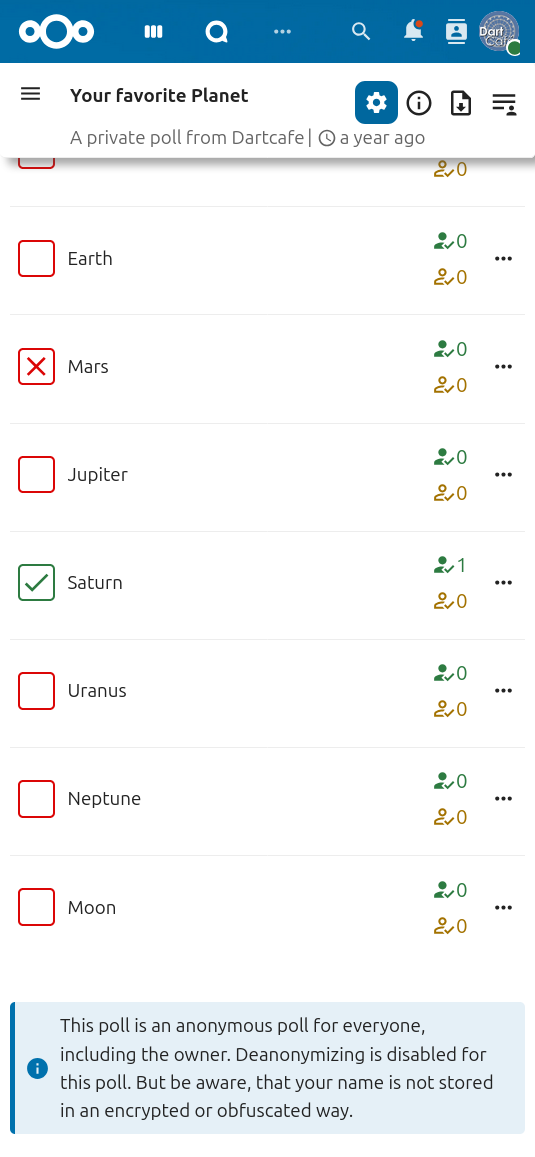 Dart
Café
Your favorite Planet
A private poll from Dartcafe | a year ago
0
Earth
0
0
Mars
0
0
Jupiter
0
0
Saturn
1
0
Uranus
0
0
Neptune
0
0
Moon
0
0
This poll is an anonymous poll for everyone,
including the owner. Deanonymizing is disabled for
this poll. But be aware, that your name is not stored
in an encrypted or obfuscated way.